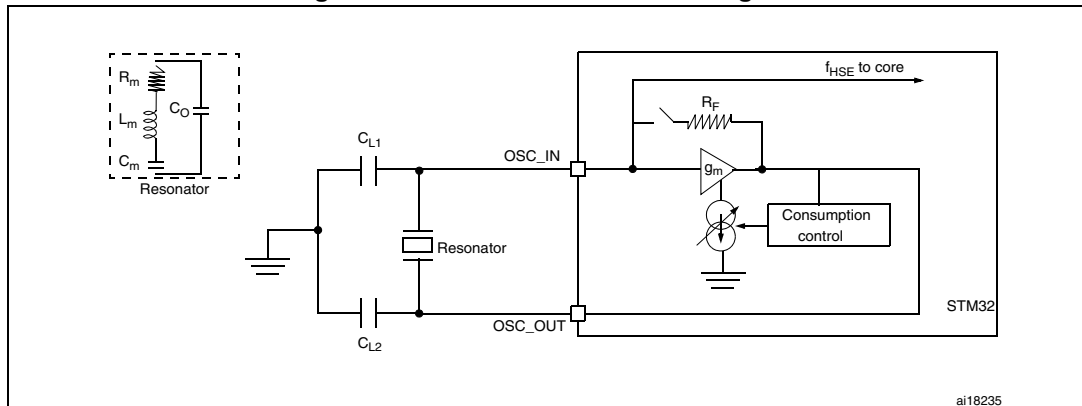 R_m
L_m
C_m
C_O
Resonator
C_L1
C_L2
Resonator
OSC_IN
OSC_OUT
f_HSE to core
R_F
g_m
Consumption
control
STM32
ai18235